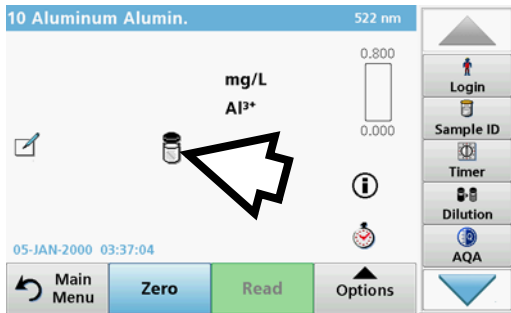 10 Aluminum Alumin. 522 nm
0.800
mg/L
Al³⁺
0.000
05-JAN-2000 03:37:04
Main
Menu
Zero
Read
Options
Login
Sample ID
Timer
Dilution
AQA